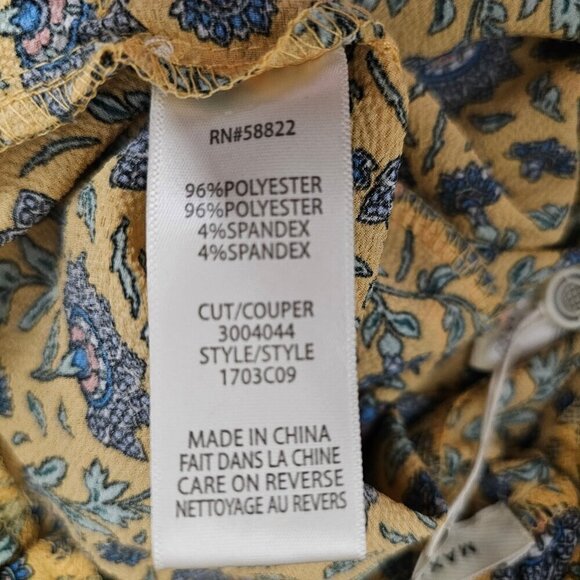 RN#58822
96%POLYESTER
96%POLYESTER
4%SPANDEX
4%SPANDEX
CUT/COUPER
3004044
STYLE/STYLE
1703C09
MADE IN CHINA
FAIT DANS LA CHINE
CARE ON REVERSE
NETTOYAGE AU REVERS
MAX